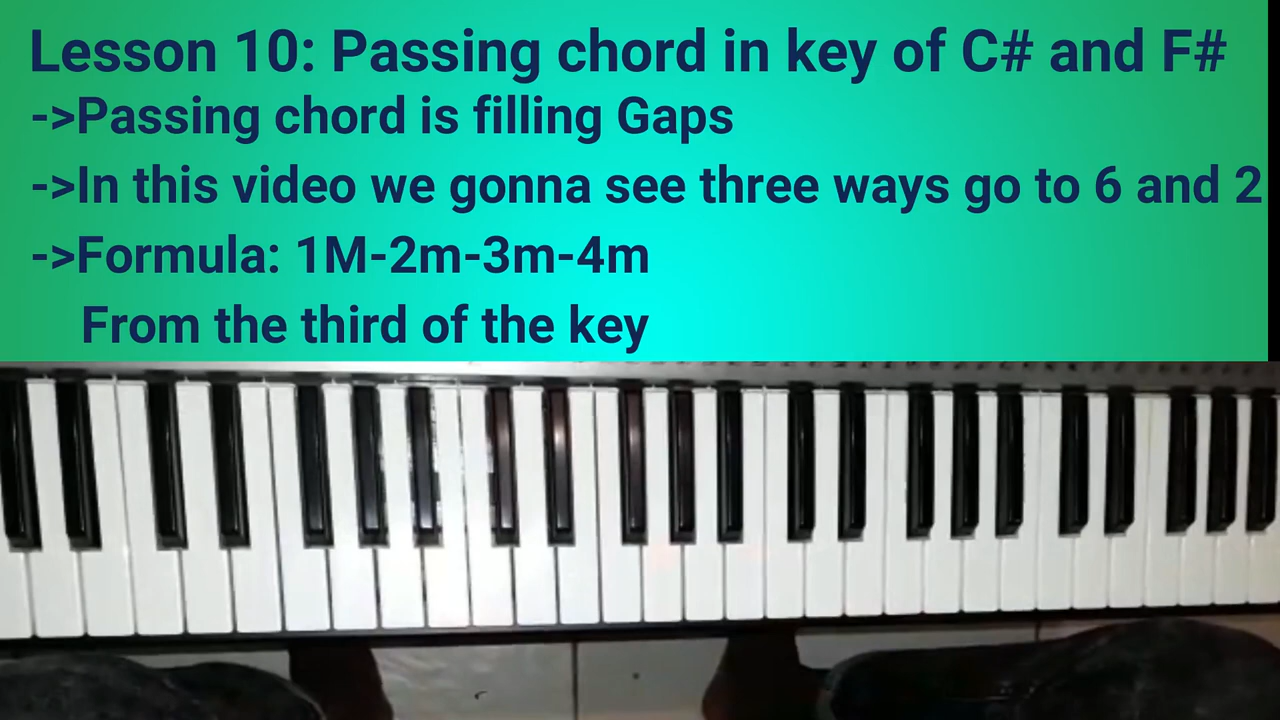 Lesson 10: Passing chord in key of C# and F#
->Passing chord is filling Gaps
->In this video we gonna see three ways go to 6 and 2
->Formula: 1M-2m-3m-4m
From the third of the key